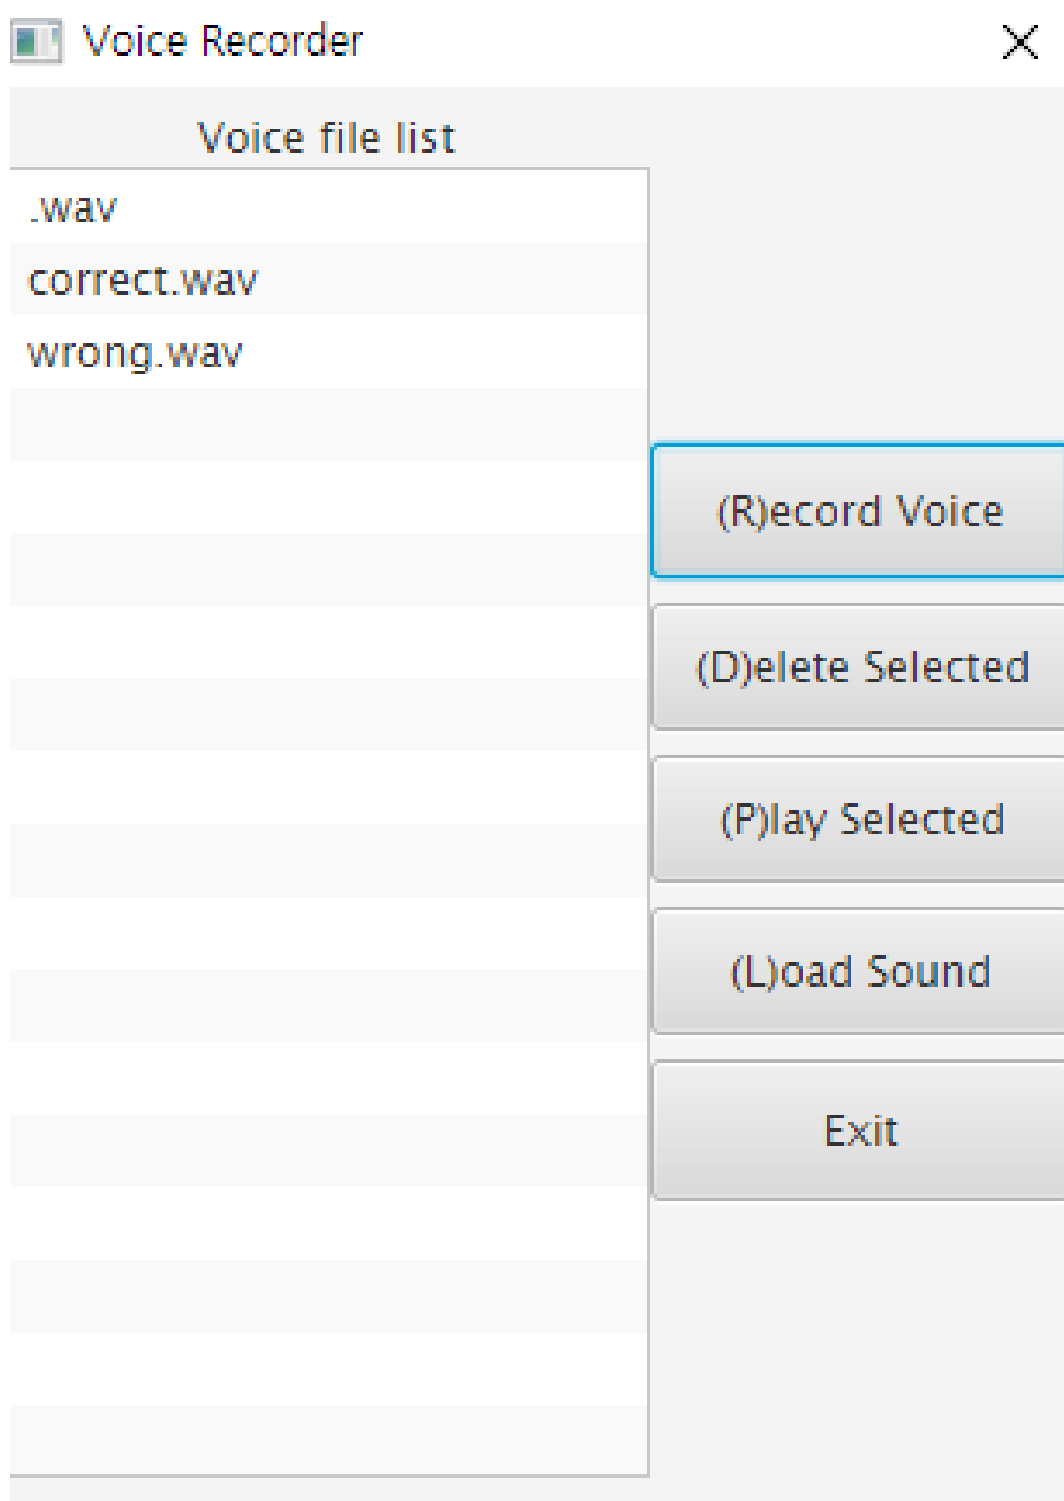 Voice Recorder
Voice file list
.wav
correct.wav
wrong.wav
(R)ecord Voice
(D)elete Selected
(P)lay Selected
(L)oad Sound
Exit